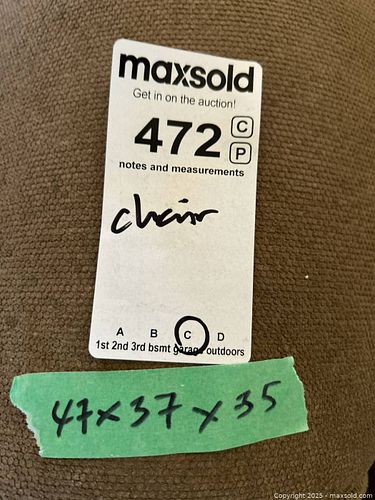 maxsold
Get in on the auction!
472 C
P
notes and measurements
chair
A B C D
1st 2nd 3rd bsmt garage outdoors
47x37x35
Copyright 2025 - maxsold.com